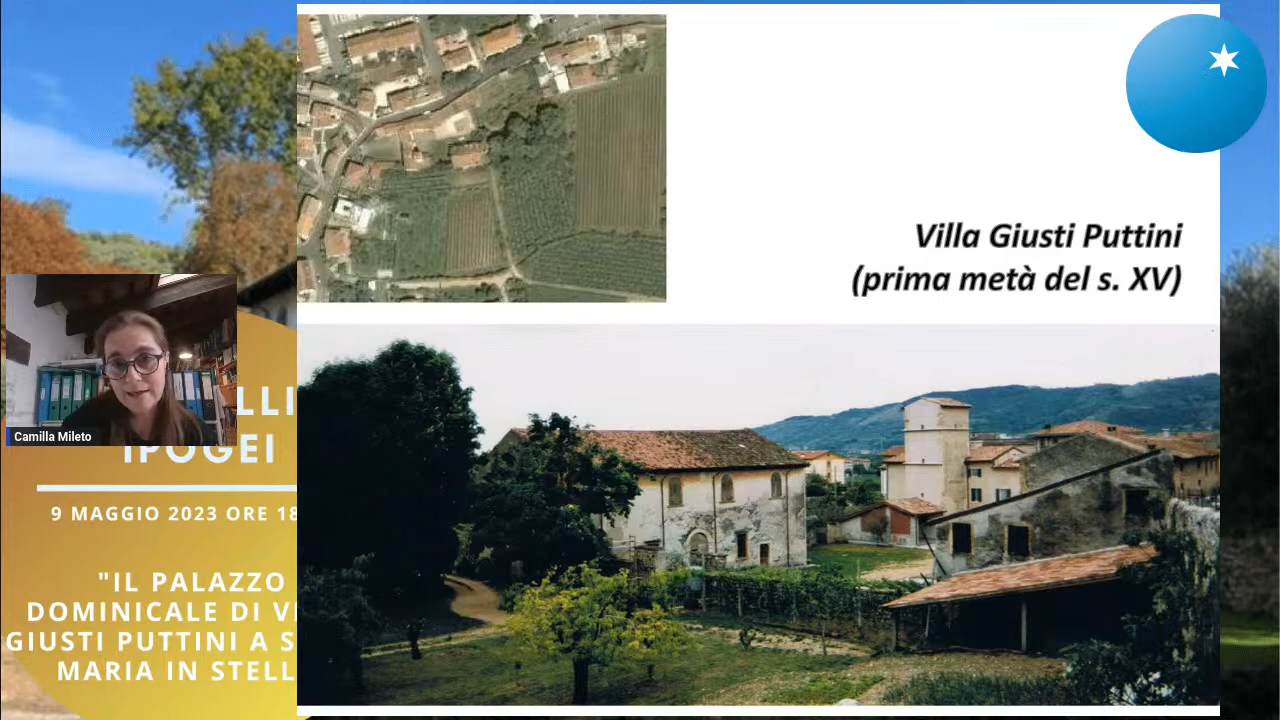 Villa Giusti Puttini
(prima metà del s. XV)
Camilla Mileto
LLI
IPOGEI
9 MAGGIO 2023 ORE 18
"IL PALAZZO
DOMINICALE DI VI
GIUSTI PUTTINI A S
MARIA IN STELL